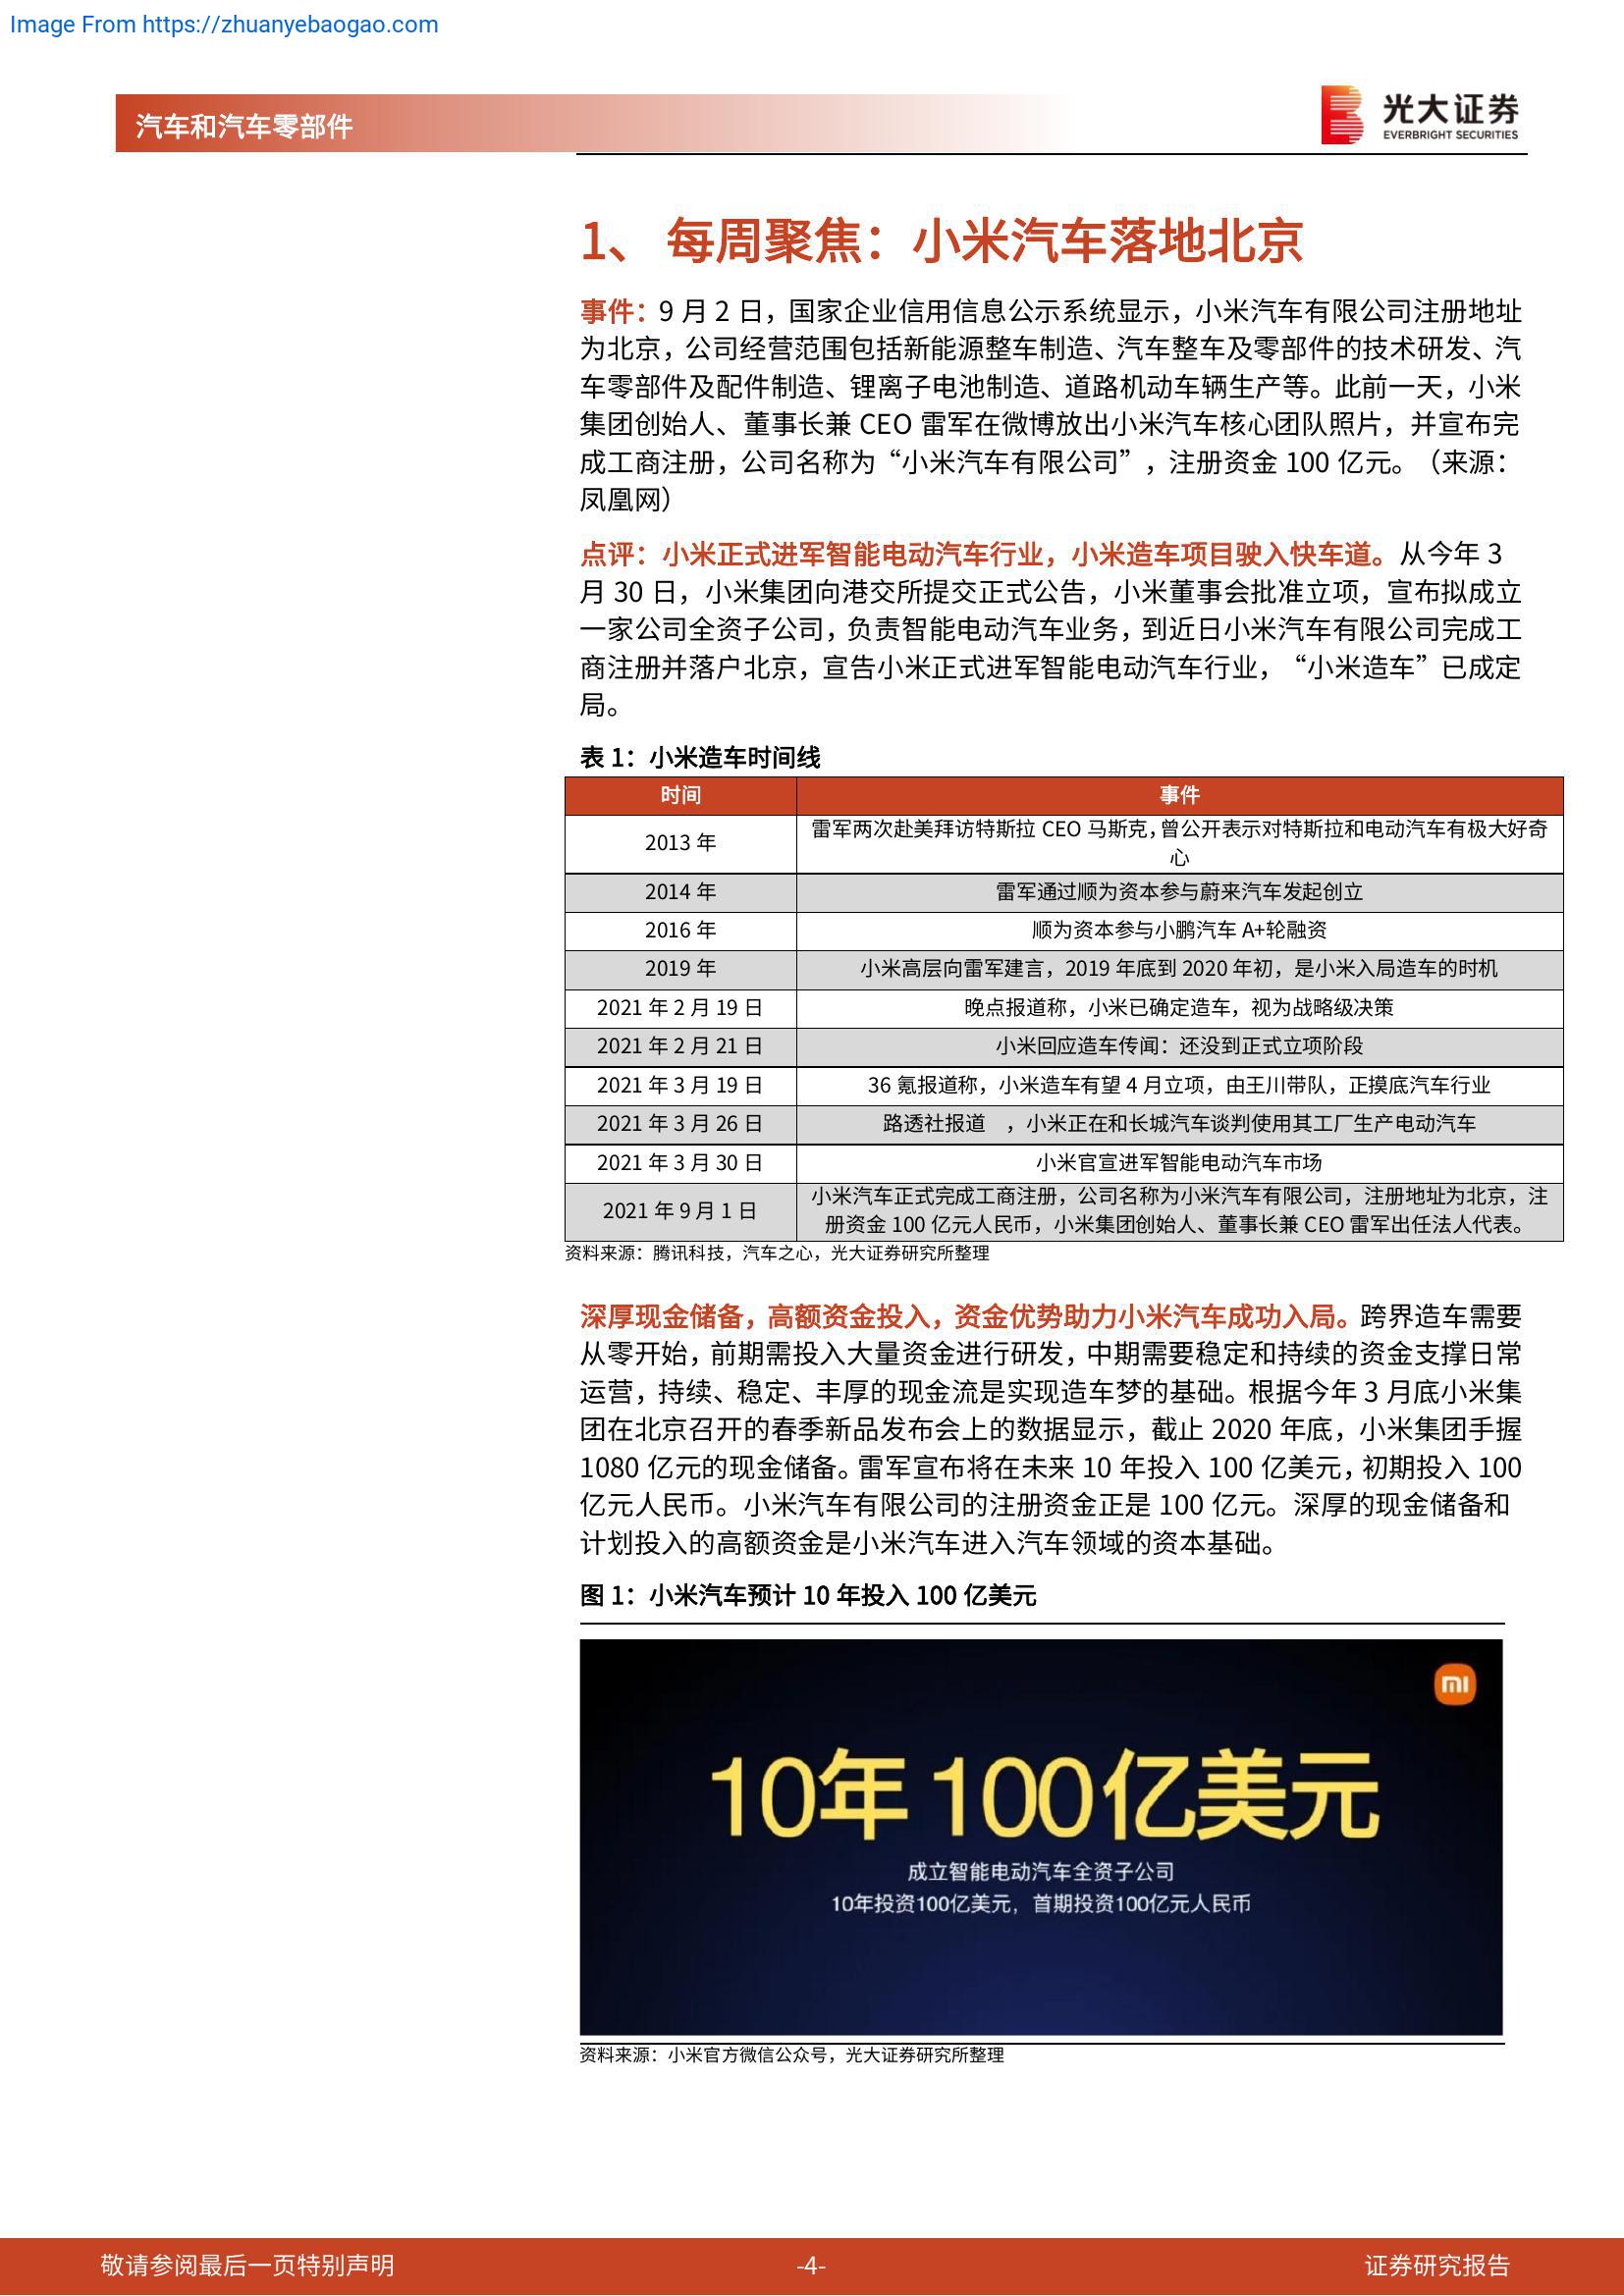 Image From https://zhuanyebaogao.com
汽车和汽车零部件
光大证券
EVERBRIGHT SECURITIES
1、 每周聚焦：小米汽车落地北京
事件：9 月 2 日，国家企业信用信息公示系统显示，小米汽车有限公司注册地址
为北京，公司经营范围包括新能源整车制造、汽车整车及零部件的技术研发、汽
车零部件及配件制造、锂离子电池制造、道路机动车辆生产等。此前一天，小米
集团创始人、董事长兼 CEO 雷军在微博放出小米汽车核心团队照片，并宣布完
成工商注册，公司名称为“小米汽车有限公司”，注册资金 100 亿元。（来源：
凤凰网）
点评：小米正式进军智能电动汽车行业，小米造车项目驶入快车道。从今年 3
月 30 日，小米集团向港交所提交正式公告，小米董事会批准立项，宣布拟成立
一家公司全资子公司，负责智能电动汽车业务，到近日小米汽车有限公司完成工
商注册并落户北京，宣告小米正式进军智能电动汽车行业，“小米造车”已成定
局。
表 1：小米造车时间线
时间 事件
2013 年 雷军两次赴美拜访特斯拉 CEO 马斯克，曾公开表示对特斯拉和电动汽车有极大好奇
心
2014 年 雷军通过顺为资本参与蔚来汽车发起创立
2016 年 顺为资本参与小鹏汽车 A+轮融资
2019 年 小米高层向雷军建言，2019 年底到 2020 年初，是小米入局造车的时机
2021 年 2 月 19 日 晚点报道称，小米已确定造车，视为战略级决策
2021 年 2 月 21 日 小米回应造车传闻：还没到正式立项阶段
2021 年 3 月 19 日 36 氪报道称，小米造车有望 4 月立项，由王川带队，正摸底汽车行业
2021 年 3 月 26 日 路透社报道 ，小米正在和长城汽车谈判使用其工厂生产电动汽车
2021 年 3 月 30 日 小米官宣进军智能电动汽车市场
2021 年 9 月 1 日 小米汽车正式完成工商注册，公司名称为小米汽车有限公司，注册地址为北京，注
册资金 100 亿元人民币，小米集团创始人、董事长兼 CEO 雷军出任法人代表。
资料来源：腾讯科技，汽车之心，光大证券研究所整理
深厚现金储备，高额资金投入，资金优势助力小米汽车成功入局。跨界造车需要
从零开始，前期需投入大量资金进行研发，中期需要稳定和持续的资金支撑日常
运营，持续、稳定、丰厚的现金流是实现造车梦的基础。根据今年 3 月底小米集
团在北京召开的春季新品发布会上的数据显示，截止 2020 年底，小米集团手握
1080 亿元的现金储备。雷军宣布将在未来 10 年投入 100 亿美元，初期投入 100
亿元人民币。小米汽车有限公司的注册资金正是 100 亿元。深厚的现金储备和
计划投入的高额资金是小米汽车进入汽车领域的资本基础。
图 1：小米汽车预计 10 年投入 100 亿美元
mi
10年 100亿美元
成立智能电动汽车全资子公司
10年投资100亿美元，首期投资100亿元人民币
资料来源：小米官方微信公众号，光大证券研究所整理
敬请参阅最后一页特别声明 -4- 证券研究报告